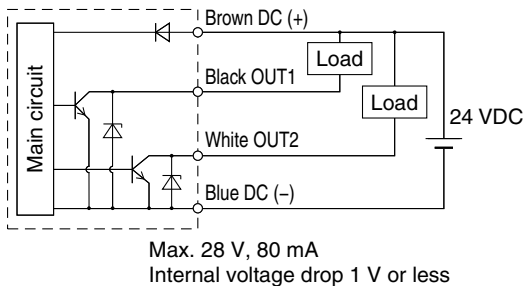 Brown DC (+)
Load
Black OUT1
Load
Main circuit
24 VDC
White OUT2
Blue DC (−)
Max. 28 V, 80 mA
Internal voltage drop 1 V or less